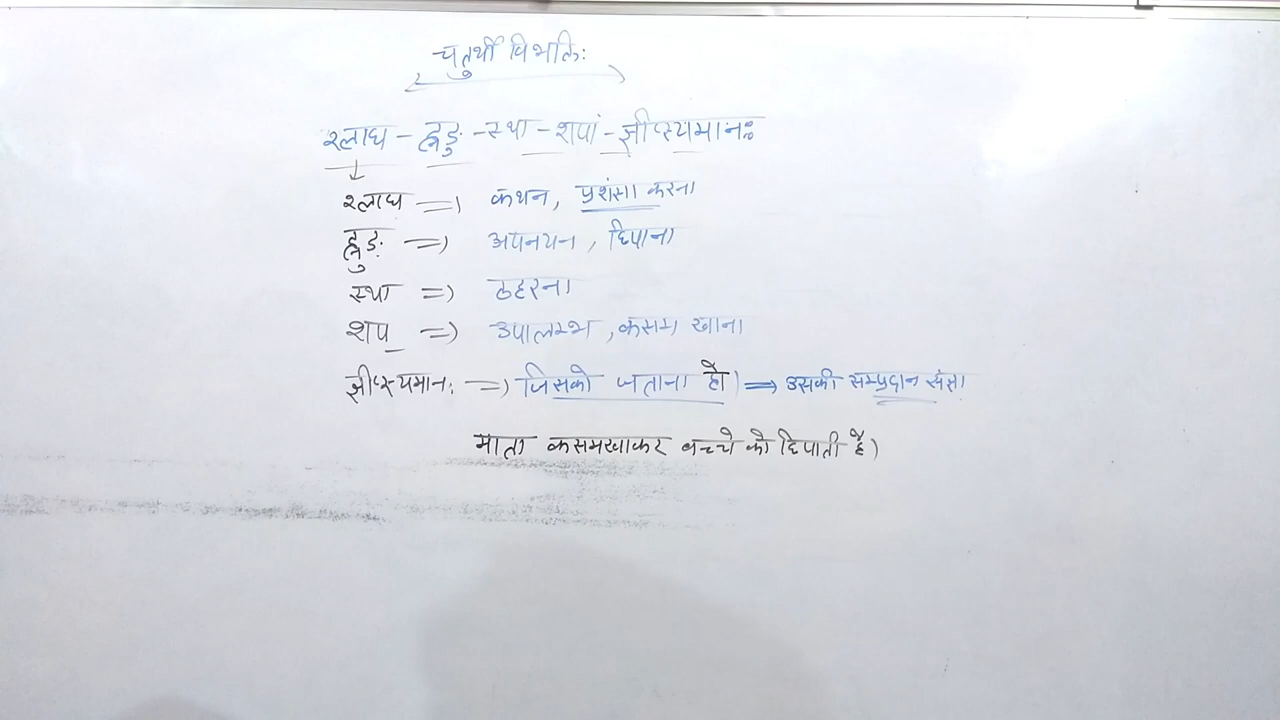 चतुर्थी विभक्तिः
श्लाघ - ह्नुङ् - स्था - शपां - ज्ञीप्स्यमानः
श्लाघ => कथन, प्रशंसा करना
ह्नुङ् => अपनयन, छिपाना
स्था => ठहरना
शप => उपालम्भ, कसम खाना
ज्ञीप्स्यमानः => जिसको जताना हो। => उसकी सम्प्रदान संज्ञा
माता कसमखाकर बच्चे को छिपाती है।